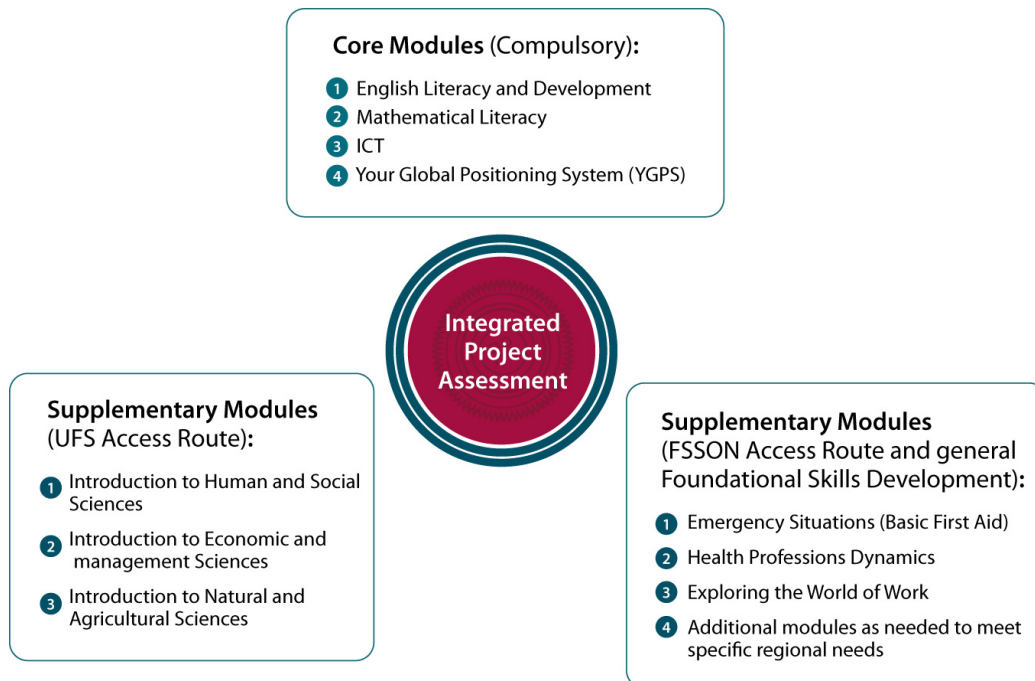 Core Modules (Compulsory):
1 English Literacy and Development
2 Mathematical Literacy
3 ICT
4 Your Global Positioning System (YGPS)
Integrated
Project
Assessment
Supplementary Modules
(UFS Access Route):
1 Introduction to Human and Social
Sciences
2 Introduction to Economic and
management Sciences
3 Introduction to Natural and
Agricultural Sciences
Supplementary Modules
(FSSON Access Route and general
Foundational Skills Development):
1 Emergency Situations (Basic First Aid)
2 Health Professions Dynamics
3 Exploring the World of Work
4 Additional modules as needed to meet
specific regional needs